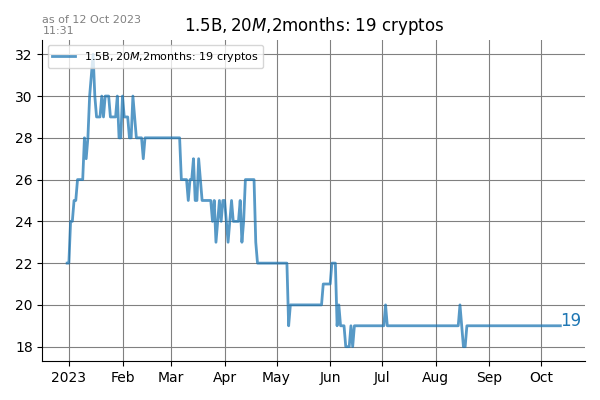 as of 12 Oct 2023
11:31
1.5B, 20M,2months: 19 cryptos
1.5B, 20M,2months: 19 cryptos
32
30
28
26
24
22
20
18
19
2023 Feb Mar Apr May Jun Jul Aug Sep Oct